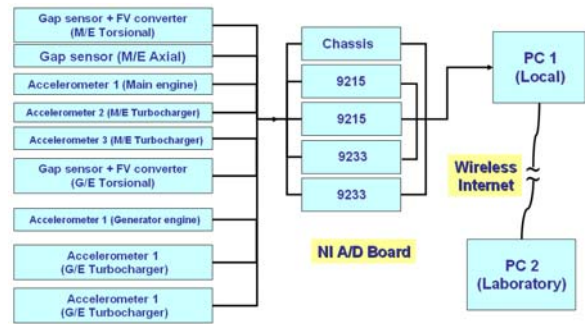 Gap sensor + FV converter
(M/E Torsional)
Gap sensor (M/E Axial)
Accelerometer 1 (Main engine)
Accelerometer 2 (M/E Turbocharger)
Accelerometer 3 (M/E Turbocharger)
Gap sensor + FV converter
(G/E Torsional)
Accelerometer 1 (Generator engine)
Accelerometer 1
(G/E Turbocharger)
Accelerometer 1
(G/E Turbocharger)
Chassis
9215
9215
9233
9233
NI A/D Board
PC 1
(Local)
Wireless
Internet
PC 2
(Laboratory)